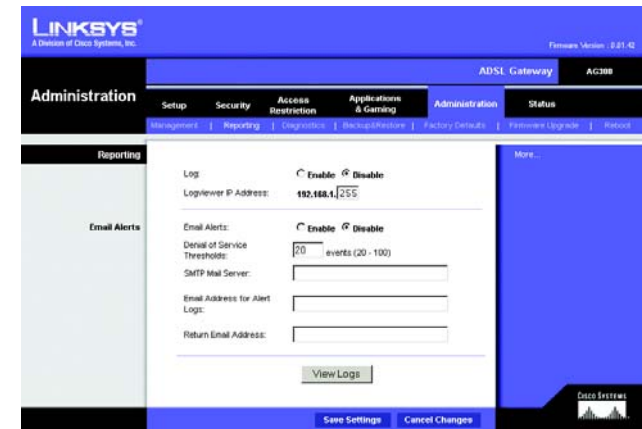 LINKSYS®
A Division of Cisco Systems, Inc.
Firmware Version : 0.01.42
ADSL Gateway AG300
Administration
Setup Security Access Restriction Applications & Gaming Administration Status
Management | Reporting | Diagnostics | Backup&Restore | Factory Defaults | Firmware Upgrade | Reboot
Reporting
More...
Log: Enable Disable
Logviewer IP Address: 192.168.1. 255
Email Alerts
Email Alerts: Enable Disable
Denial of Service Thresholds: 20 events (20 - 100)
SMTP Mail Server:
Email Address for Alert Logs:
Return Email Address:
View Logs
Save Settings Cancel Changes
CISCO SYSTEMS